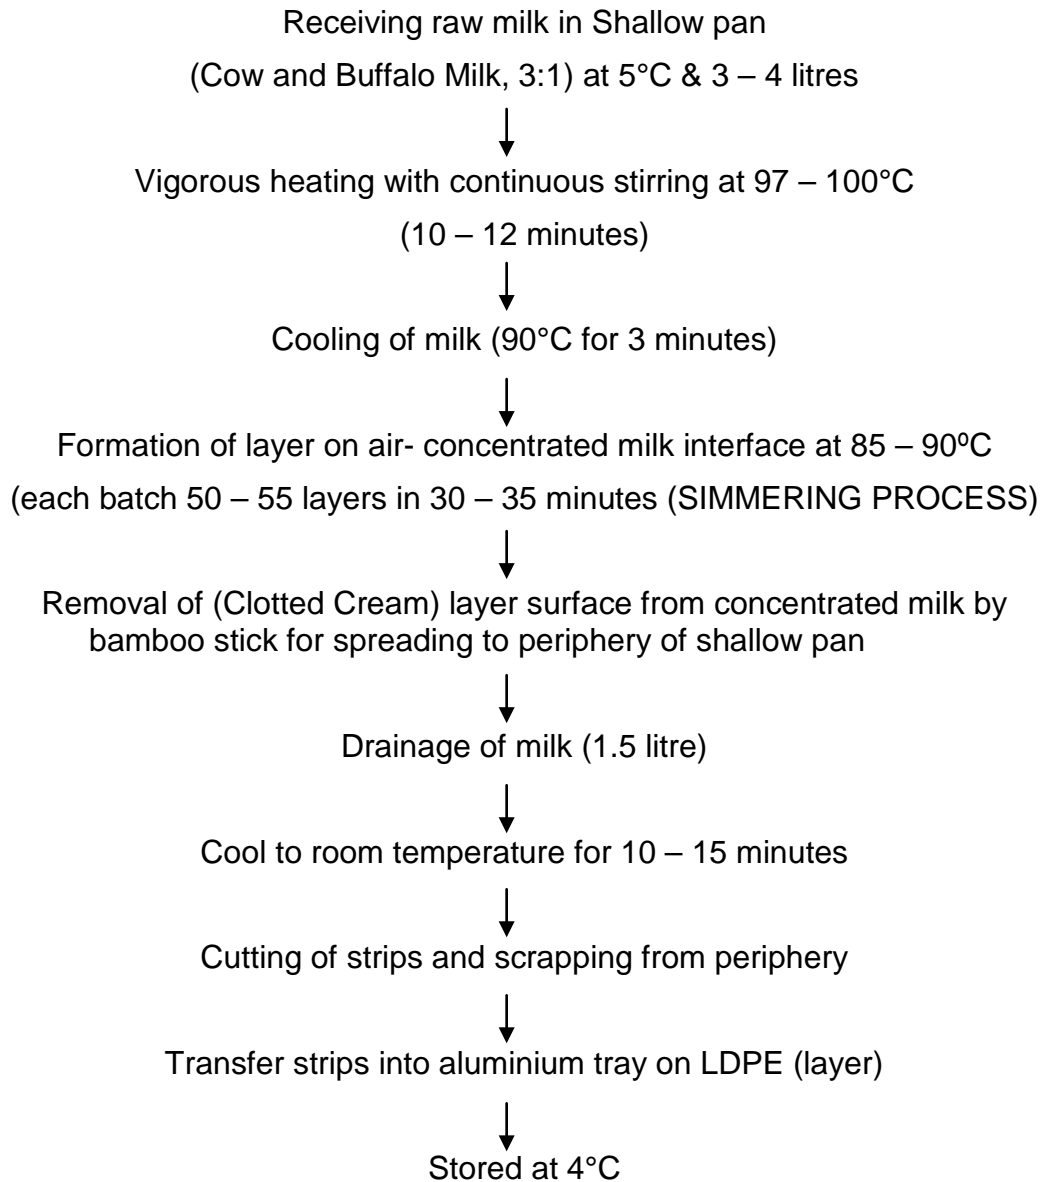 Receiving raw milk in Shallow pan
(Cow and Buffalo Milk, 3:1) at 5°C & 3 – 4 litres
Vigorous heating with continuous stirring at 97 – 100°C
(10 – 12 minutes)
Cooling of milk (90°C for 3 minutes)
Formation of layer on air- concentrated milk interface at 85 – 90ºC
(each batch 50 – 55 layers in 30 – 35 minutes (SIMMERING PROCESS)
Removal of (Clotted Cream) layer surface from concentrated milk by
bamboo stick for spreading to periphery of shallow pan
Drainage of milk (1.5 litre)
Cool to room temperature for 10 – 15 minutes
Cutting of strips and scrapping from periphery
Transfer strips into aluminium tray on LDPE (layer)
Stored at 4°C